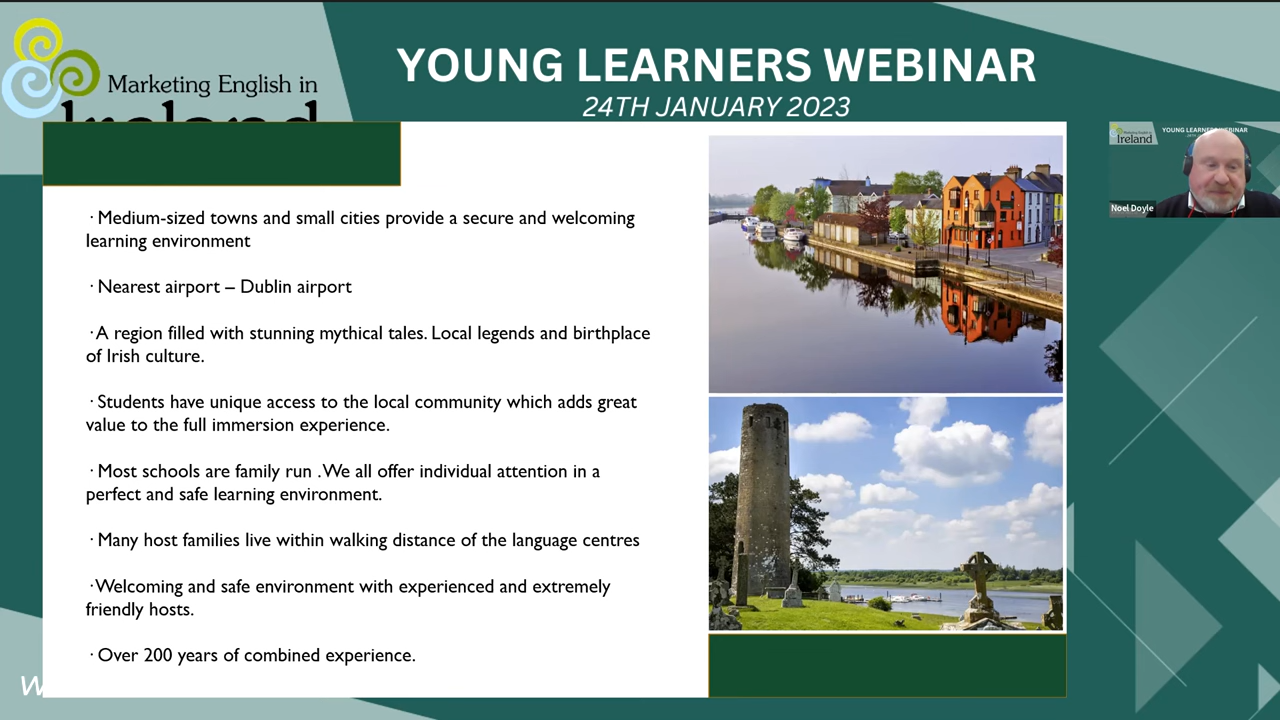 Marketing English in
Ireland
YOUNG LEARNERS WEBINAR
24TH JANUARY 2023
· Medium-sized towns and small cities provide a secure and welcoming
learning environment
· Nearest airport – Dublin airport
·A region filled with stunning mythical tales. Local legends and birthplace
of Irish culture.
· Students have unique access to the local community which adds great
value to the full immersion experience.
· Most schools are family run .We all offer individual attention in a
perfect and safe learning environment.
· Many host families live within walking distance of the language centres
·Welcoming and safe environment with experienced and extremely
friendly hosts.
· Over 200 years of combined experience.
Ireland
Noel Doyle